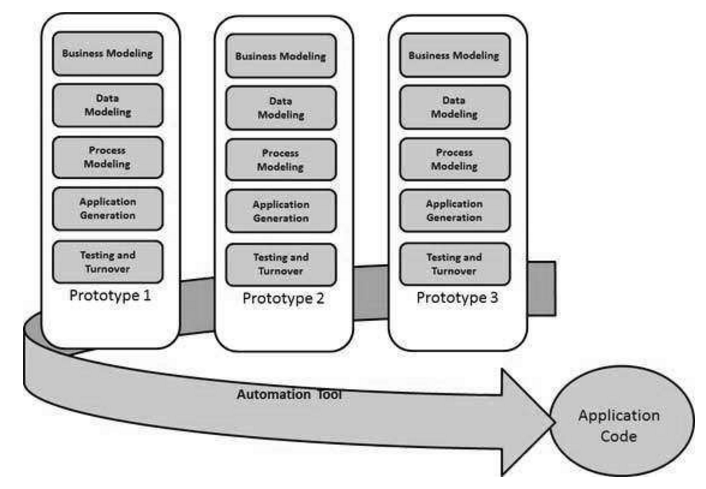 Business Modeling
Data
Modeling
Process
Modeling
Application
Generation
Testing and
Turnover
Prototype 1
Business Modeling
Data
Modeling
Process
Modeling
Application
Generation
Testing and
Turnover
Prototype 2
Business Modeling
Data
Modeling
Process
Modeling
Application
Generation
Testing and
Turnover
Prototype 3
Automation Tool
Application
Code